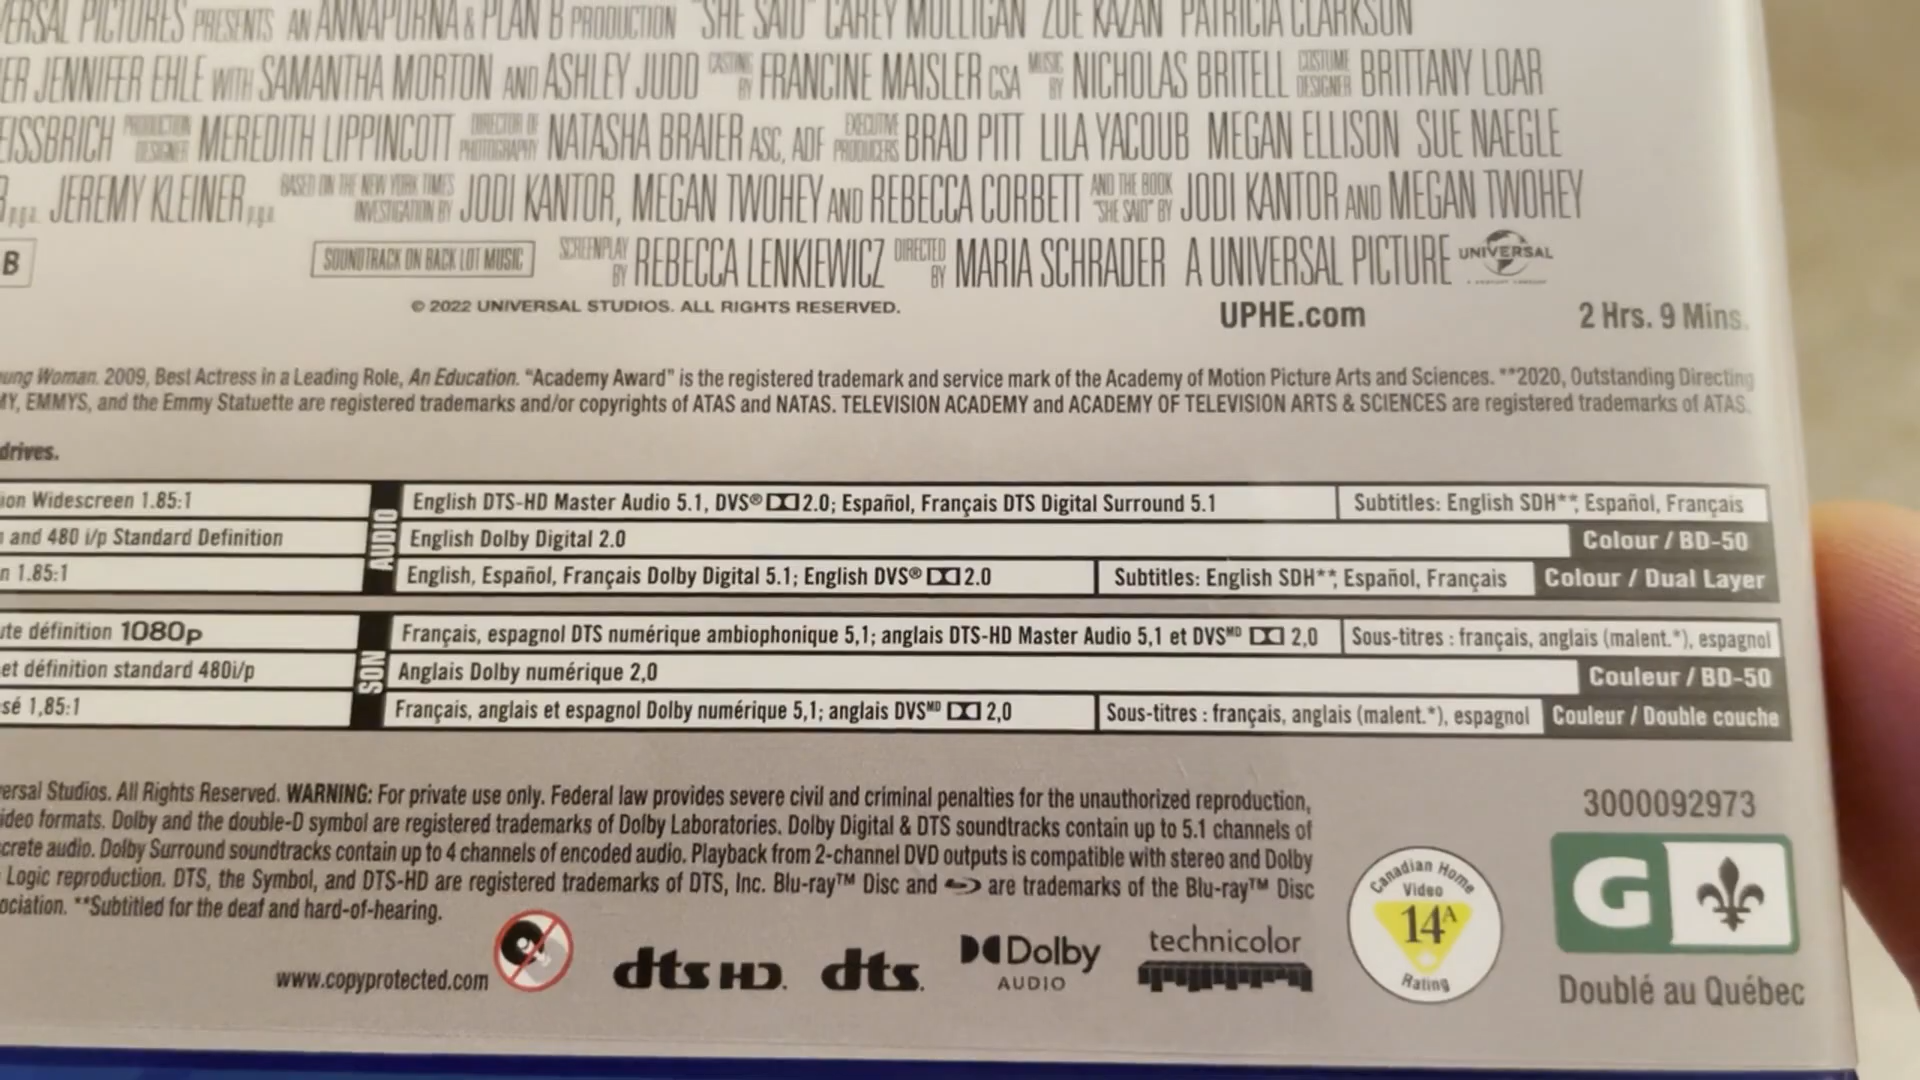 ERSAL PICTURES PRESENTS AN ANNAPURNA & PLAN B PRODUCTION "SHE SAID" CAREY MULLIGAN ZOE KAZAN PATRICIA CLARKSON
ER JENNIFER EHLE WITH SAMANTHA MORTON AND ASHLEY JUDD CASTING BY FRANCINE MAISLER CSA MUSIC BY NICHOLAS BRITELL COSTUME DESIGNER BRITTANY LOAR
EISSBRICH PRODUCTION DESIGNER MEREDITH LIPPINCOTT DIRECTOR OF PHOTOGRAPHY NATASHA BRAIER ASC, ADF EXECUTIVE PRODUCERS BRAD PITT LILA YACOUB MEGAN ELLISON SUE NAEGLE
p.g.a. JEREMY KLEINER, p.g.a. BASED ON THE NEW YORK TIMES INVESTIGATION BY JODI KANTOR, MEGAN TWOHEY AND REBECCA CORBETT AND THE BOOK "SHE SAID" BY JODI KANTOR AND MEGAN TWOHEY
B SOUNDTRACK ON BACK LOT MUSIC SCREENPLAY BY REBECCA LENKIEWICZ DIRECTED BY MARIA SCHRADER A UNIVERSAL PICTURE UNIVERSAL
© 2022 UNIVERSAL STUDIOS. ALL RIGHTS RESERVED. UPHE.com 2 Hrs. 9 Mins.
ung Woman. 2009, Best Actress in a Leading Role, An Education. "Academy Award" is the registered trademark and service mark of the Academy of Motion Picture Arts and Sciences. **2020, Outstanding Directing
MY, EMMYS, and the Emmy Statuette are registered trademarks and/or copyrights of ATAS and NATAS. TELEVISION ACADEMY and ACADEMY OF TELEVISION ARTS & SCIENCES are registered trademarks of ATAS.
drives.
ion Widescreen 1.85:1 English DTS-HD Master Audio 5.1, DVS® 2.0; Español, Français DTS Digital Surround 5.1 Subtitles: English SDH**, Español, Français
AUDIO
and 480 i/p Standard Definition English Dolby Digital 2.0 Colour / BD-50
n 1.85:1 English, Español, Français Dolby Digital 5.1; English DVS® 2.0 Subtitles: English SDH**, Español, Français Colour / Dual Layer
ute définition 1080p Français, espagnol DTS numérique ambiophonique 5,1; anglais DTS-HD Master Audio 5,1 et DVSMD 2,0 Sous-titres : français, anglais (malent.*), espagnol
SON
et définition standard 480i/p Anglais Dolby numérique 2,0 Couleur / BD-50
sé 1,85:1 Français, anglais et espagnol Dolby numérique 5,1; anglais DVSMD 2,0 Sous-titres : français, anglais (malent.*), espagnol Couleur / Double couche
ersal Studios. All Rights Reserved. WARNING: For private use only. Federal law provides severe civil and criminal penalties for the unauthorized reproduction,
ideo formats. Dolby and the double-D symbol are registered trademarks of Dolby Laboratories. Dolby Digital & DTS soundtracks contain up to 5.1 channels of
crete audio. Dolby Surround soundtracks contain up to 4 channels of encoded audio. Playback from 2-channel DVD outputs is compatible with stereo and Dolby
Logic reproduction. DTS, the Symbol, and DTS-HD are registered trademarks of DTS, Inc. Blu-ray™ Disc and are trademarks of the Blu-ray™ Disc
ociation. **Subtitled for the deaf and hard-of-hearing.
www.copyprotected.com
dts HD.
dts.
Dolby
AUDIO
technicolor
Canadian Home
Video
14A
Rating
3000092973
G
Doublé au Québec